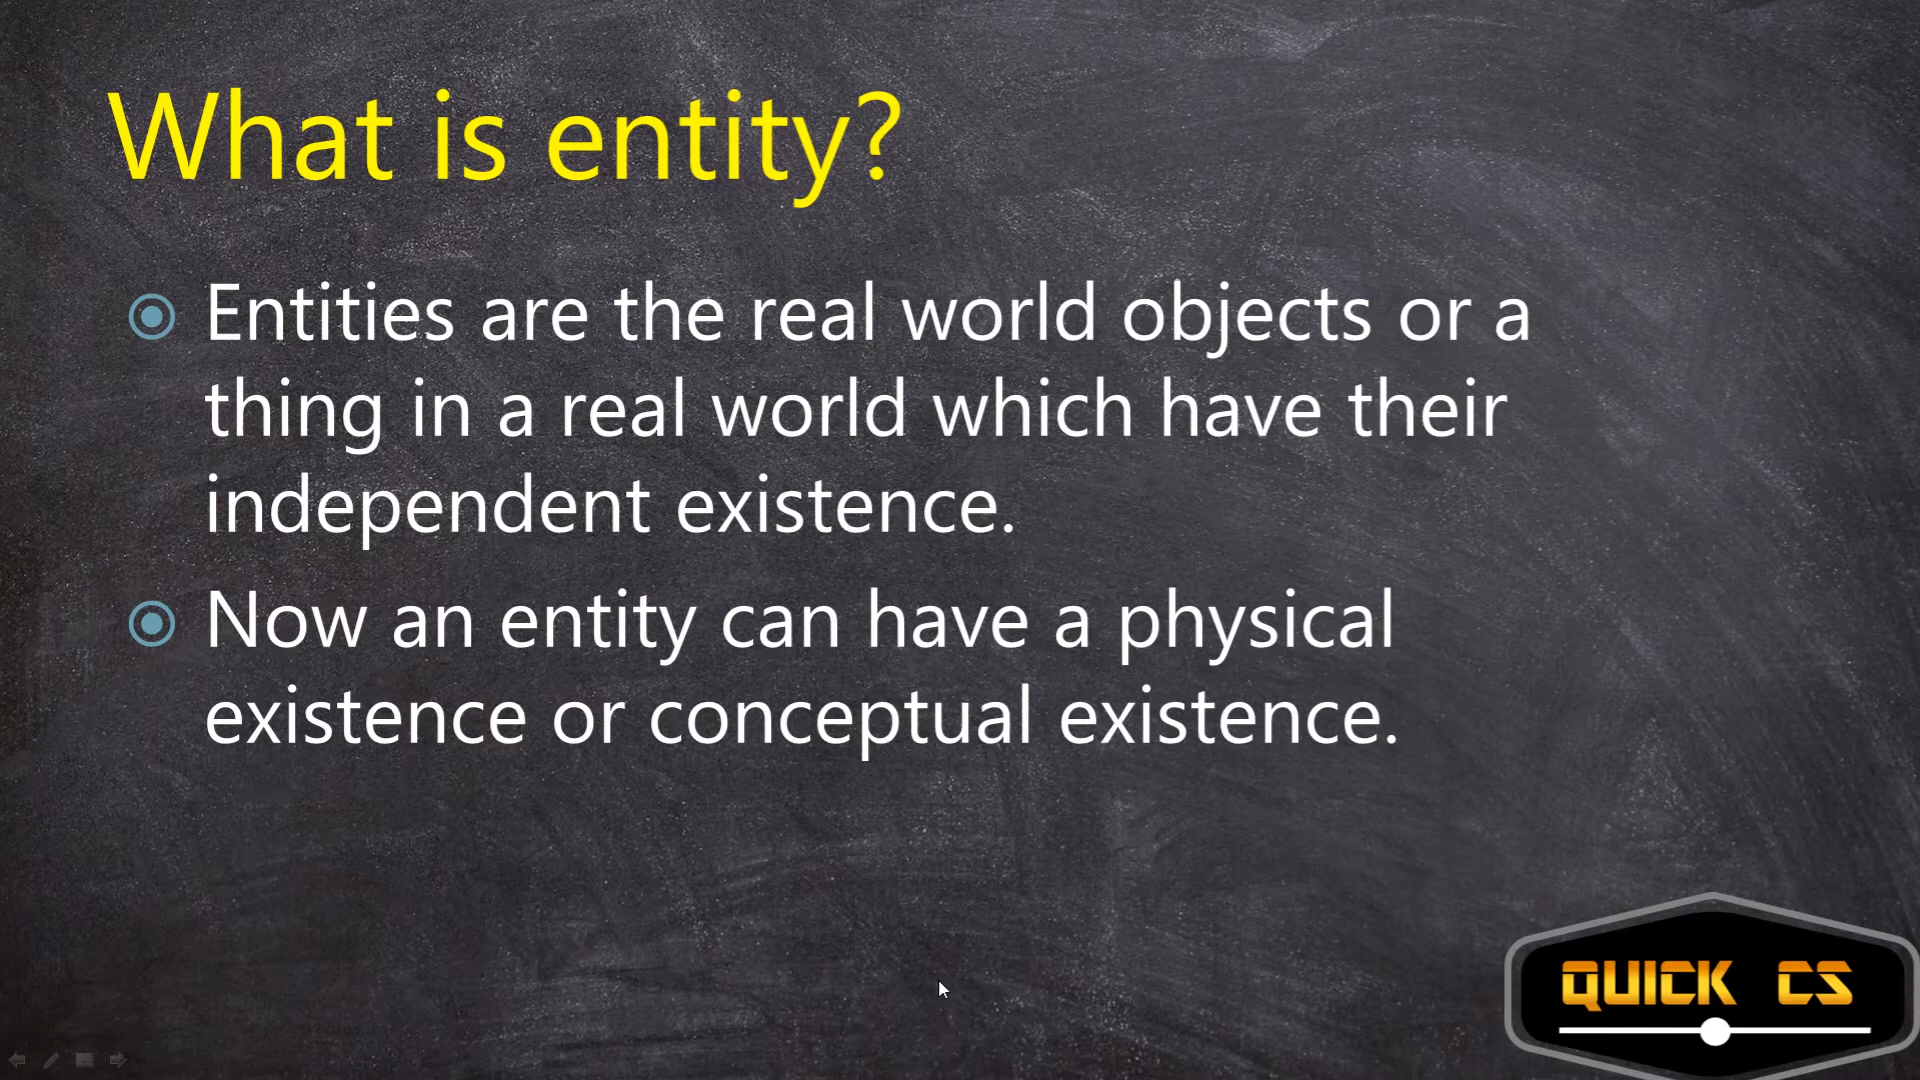 What is entity?
Entities are the real world objects or a
thing in a real world which have their
independent existence.
Now an entity can have a physical
existence or conceptual existence.
QUICK CS